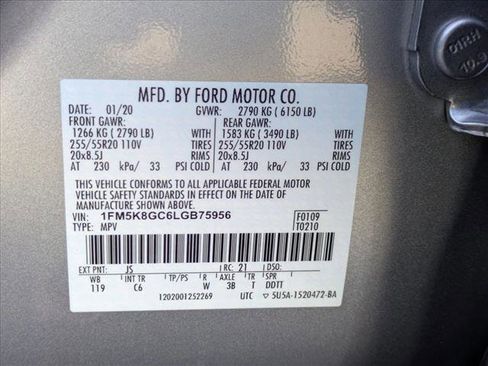 MFD. BY FORD MOTOR CO.
DATE: 01/20 GVWR: 2790 KG ( 6150 LB)
FRONT GAWR: REAR GAWR:
1266 KG ( 2790 LB) WITH 1583 KG ( 3490 LB) WITH
255/55R20 110V TIRES 255/55R20 110V TIRES
20x8.5J RIMS 20x8.5J RIMS
AT 230 kPa/ 33 PSI COLD AT 230 kPa/ 33 PSI COLD
THIS VEHICLE CONFORMS TO ALL APPLICABLE FEDERAL MOTOR
VEHICLE SAFETY STANDARDS IN EFFECT ON THE DATE OF
MANUFACTURE SHOWN ABOVE.
VIN: 1FM5K8GC6LGB75956 F0109
TYPE: MPV T0210
EXT PNT: JS RC: 21 DSO:
WB INT TR TP/PS R AXLE TR SPR
119 C6 W 3B T DDTT
1202001252269 UTC 5U5A-1520472-BA